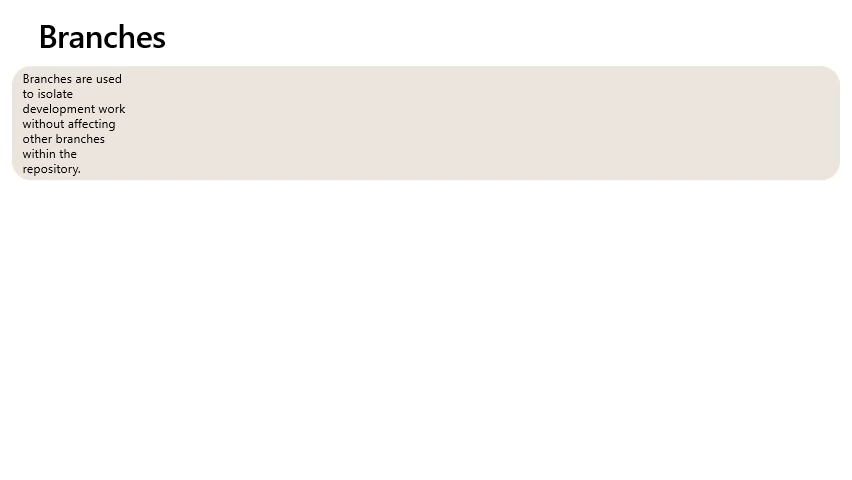 Branches
Branches are used
to isolate
development work
without affecting
other branches
within the
repository.